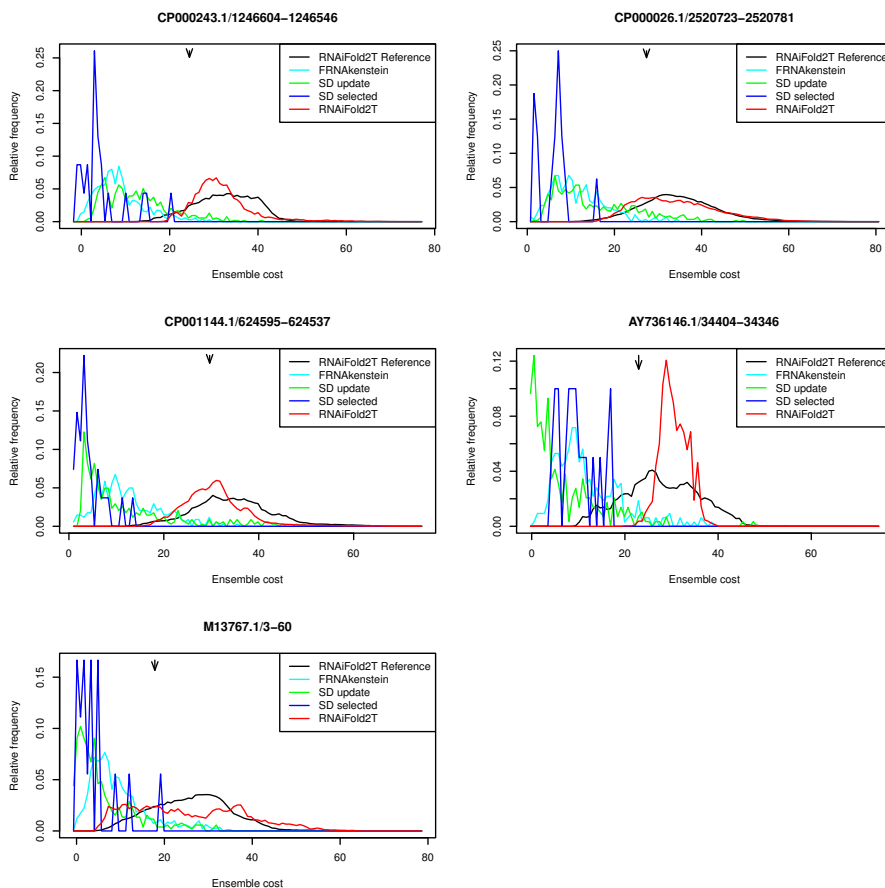 CP000243.1/1246604−1246546
Relative frequency
0.00 0.05 0.10 0.15 0.20 0.25
RNAiFold2T Reference
FRNAkenstein
SD update
SD selected
RNAiFold2T
0 20 40 60 80
Ensemble cost
CP000026.1/2520723−2520781
Relative frequency
0.00 0.05 0.10 0.15 0.20 0.25
RNAiFold2T Reference
FRNAkenstein
SD update
SD selected
RNAiFold2T
0 20 40 60 80
Ensemble cost
CP001144.1/624595−624537
Relative frequency
0.00 0.05 0.10 0.15 0.20
RNAiFold2T Reference
FRNAkenstein
SD update
SD selected
RNAiFold2T
0 20 40 60
Ensemble cost
AY736146.1/34404−34346
Relative frequency
0.00 0.04 0.08 0.12
RNAiFold2T Reference
FRNAkenstein
SD update
SD selected
RNAiFold2T
0 20 40 60
Ensemble cost
M13767.1/3−60
Relative frequency
0.00 0.05 0.10 0.15
RNAiFold2T Reference
FRNAkenstein
SD update
SD selected
RNAiFold2T
0 20 40 60 80
Ensemble cost